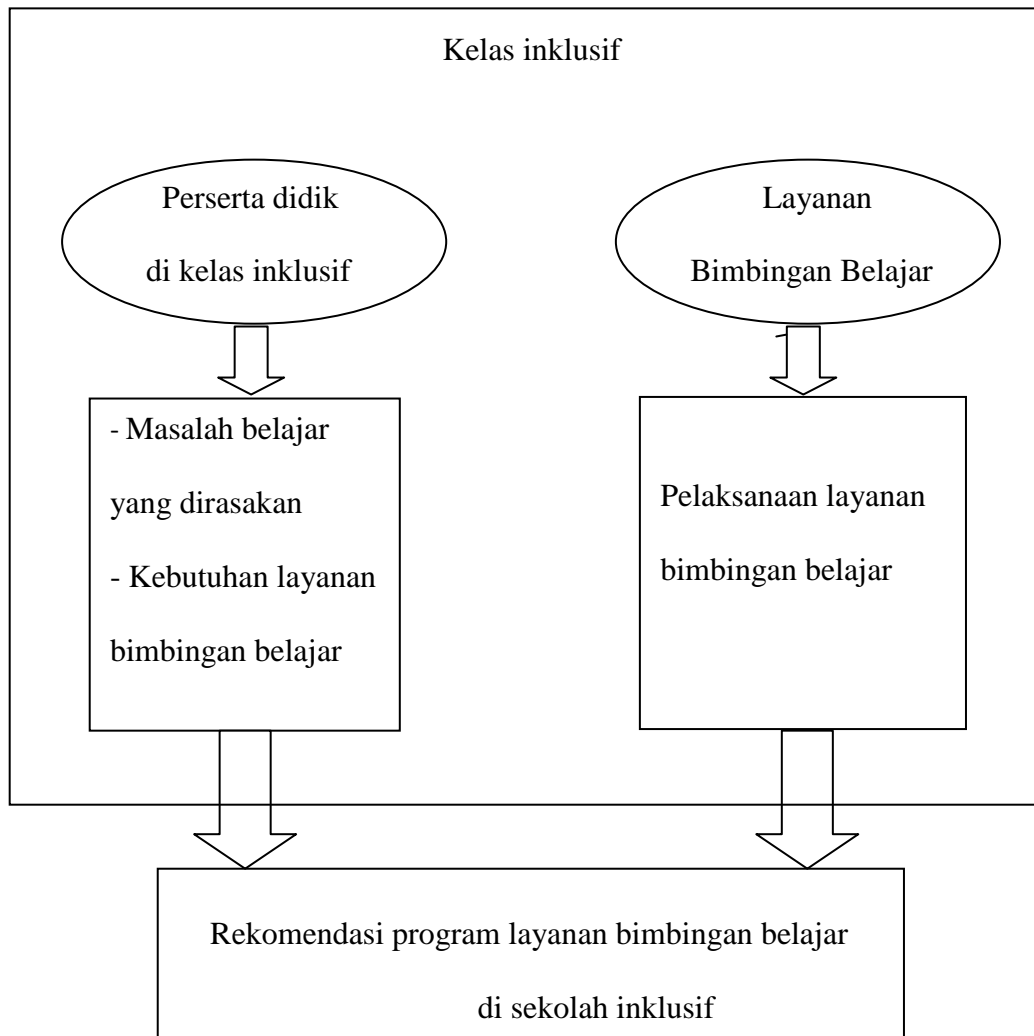 Kelas inklusif
Perserta didik
di kelas inklusif
Layanan
Bimbingan Belajar
- Masalah belajar
yang dirasakan
- Kebutuhan layanan
bimbingan belajar
Pelaksanaan layanan
bimbingan belajar
Rekomendasi program layanan bimbingan belajar
di sekolah inklusif